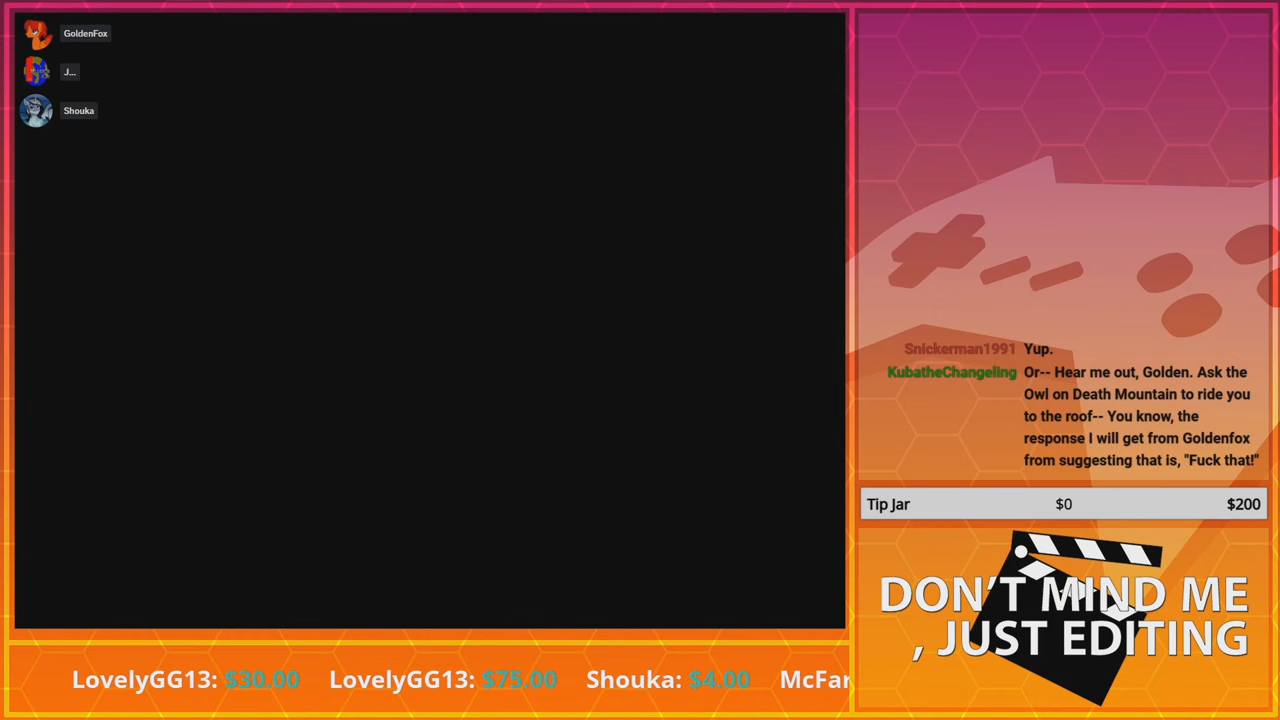 GoldenFox
J...
Shouka
Snickerman1991 Yup.
KubatheChangeling Or-- Hear me out, Golden. Ask the
Owl on Death Mountain to ride you
to the roof-- You know, the
response I will get from Goldenfox
from suggesting that is, "Fuck that!"
Tip Jar $0 $200
DON'T MIND ME
, JUST EDITING
LovelyGG13: $30.00 LovelyGG13: $75.00 Shouka: $4.00 McFar